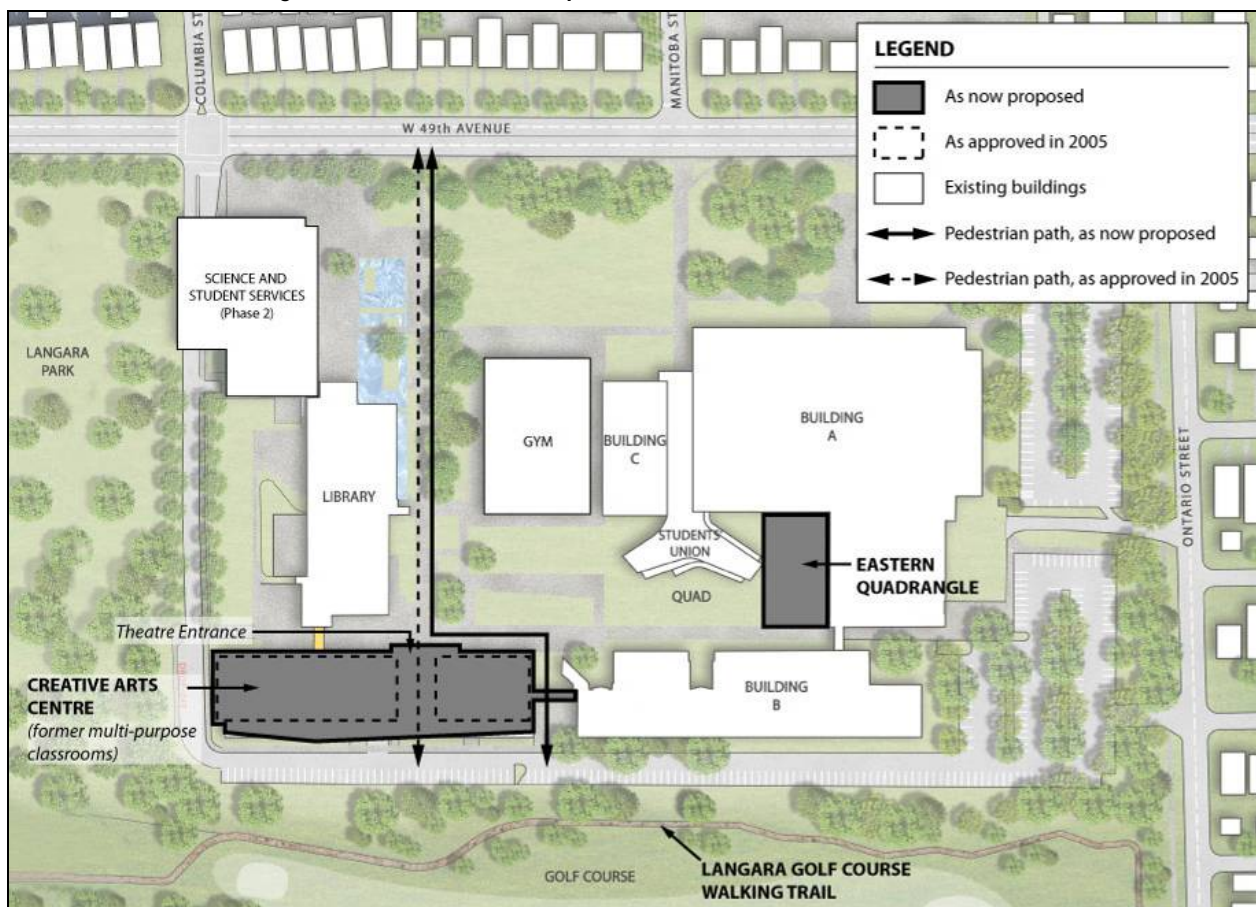 COLUMBIA ST
MANITOBA ST
W 49th AVENUE
LEGEND
As now proposed
As approved in 2005
Existing buildings
Pedestrian path, as now proposed
Pedestrian path, as approved in 2005
SCIENCE AND
STUDENT SERVICES
(Phase 2)
LANGARA
PARK
GYM
BUILDING
C
BUILDING
A
LIBRARY
ONTARIO STREET
STUDENTS'
UNION
QUAD
EASTERN
QUADRANGLE
Theatre Entrance
CREATIVE ARTS
CENTRE
(former multi-purpose
classrooms)
BUILDING
B
GOLF COURSE
LANGARA GOLF COURSE
WALKING TRAIL